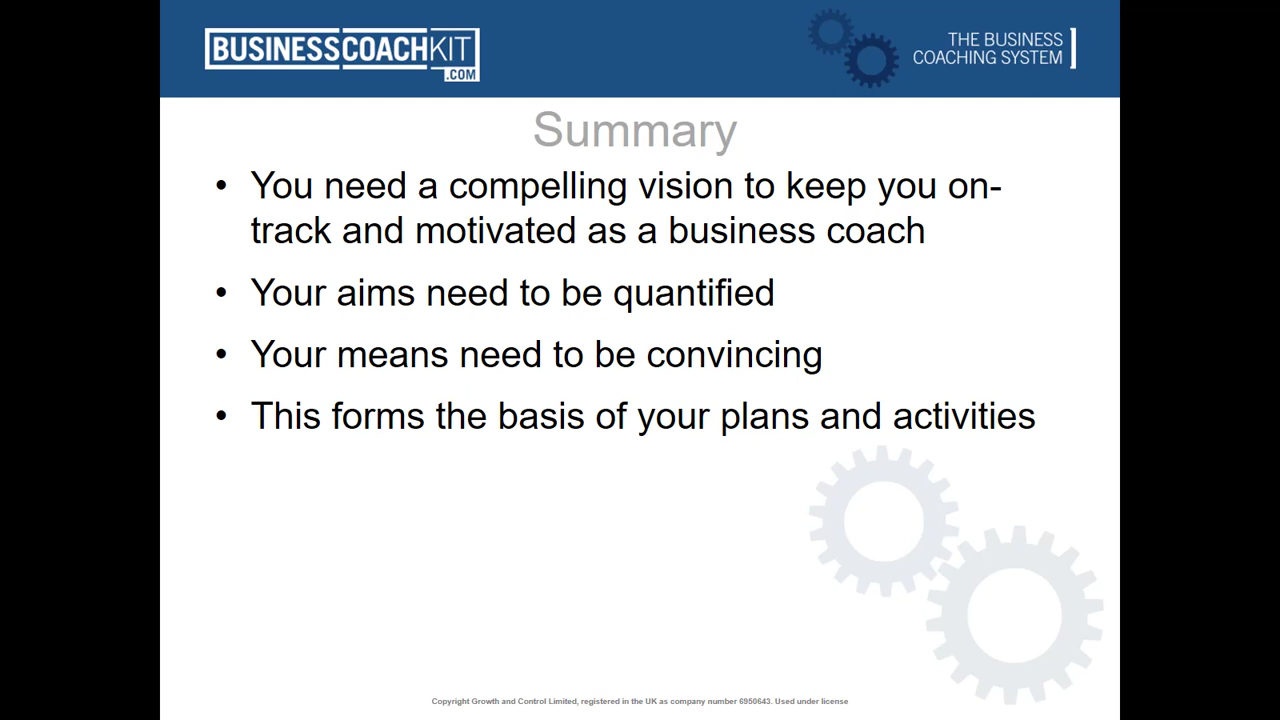 BUSINESSCOACHKIT
.COM
THE BUSINESS
COACHING SYSTEM
Summary
• You need a compelling vision to keep you on-
track and motivated as a business coach
• Your aims need to be quantified
• Your means need to be convincing
• This forms the basis of your plans and activities
Copyright Growth and Control Limited, registered in the UK as company number 6950643. Used under license